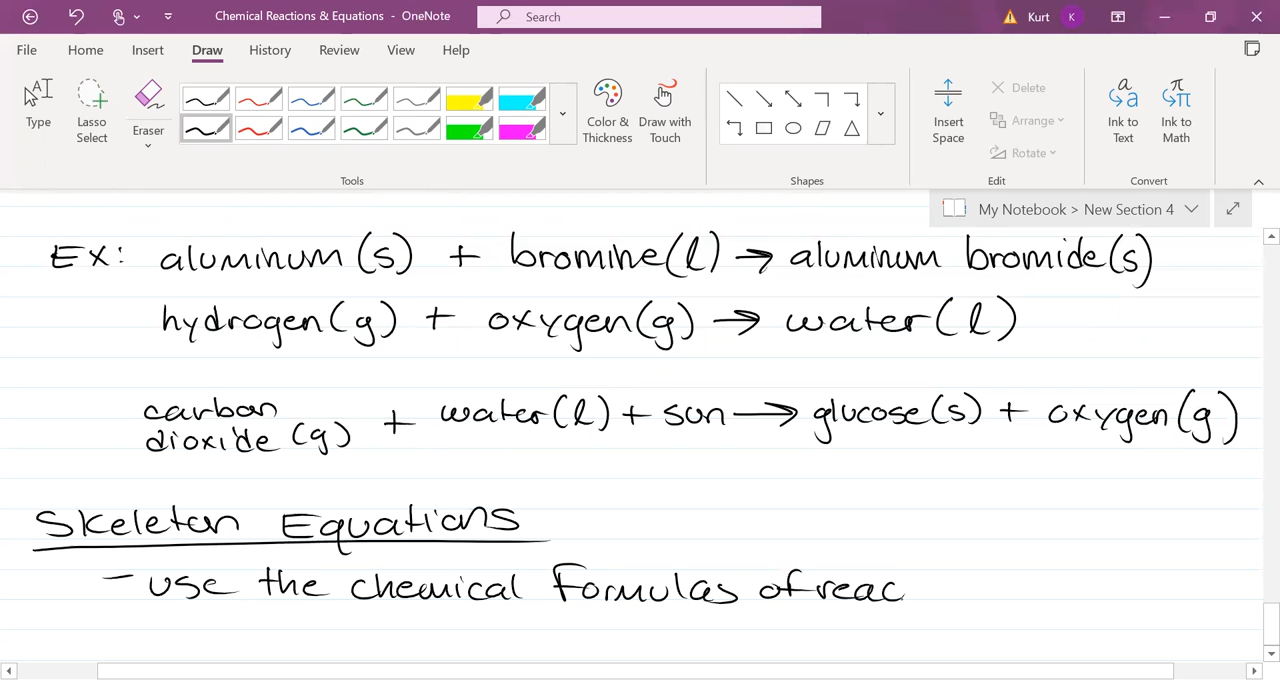 Chemical Reactions & Equations - OneNote
Search
Kurt
K
File Home Insert Draw History Review View Help
Type
Lasso Select
Eraser
Color & Thickness
Draw with Touch
Insert Space
Delete
Arrange
Rotate
a a
Ink to Text
π π
Ink to Math
Tools Shapes Edit Convert
My Notebook > New Section 4
Ex: aluminum (s) + bromine (l) → aluminum bromide (s)
hydrogen (g) + oxygen (g) → water (l)
carbon dioxide (g) + water (l) + sun → glucose (s) + oxygen (g)
Skeleton Equations
- use the chemical formulas of reac